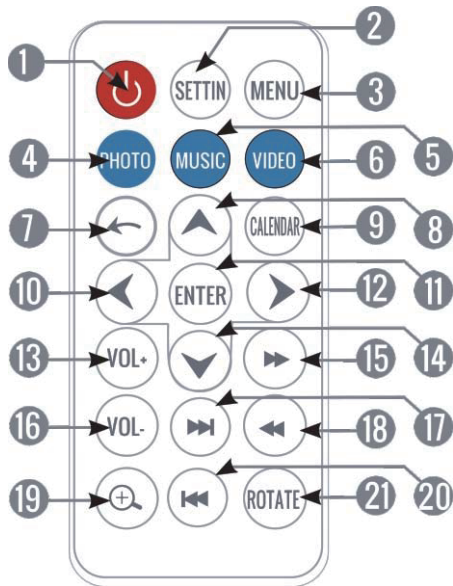 2
1 SETTIN MENU 3
4 PHOTO MUSIC VIDEO 6 5
7 CALENDAR 9 8
10 ENTER 12 11
13 VOL+ 15 14
16 VOL- 18 17
19 ROTATE 21 20